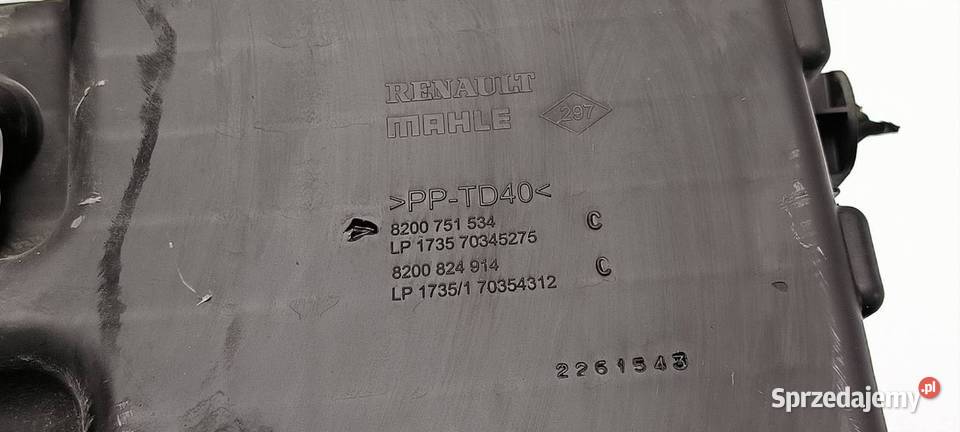 RENAULT
MAHLE
297
>PP-TD40<
8200 751 534 C
LP 1735 70345275
8200 824 914 C
LP 1735/1 70354312
2261543
Sprzedajemy.pl